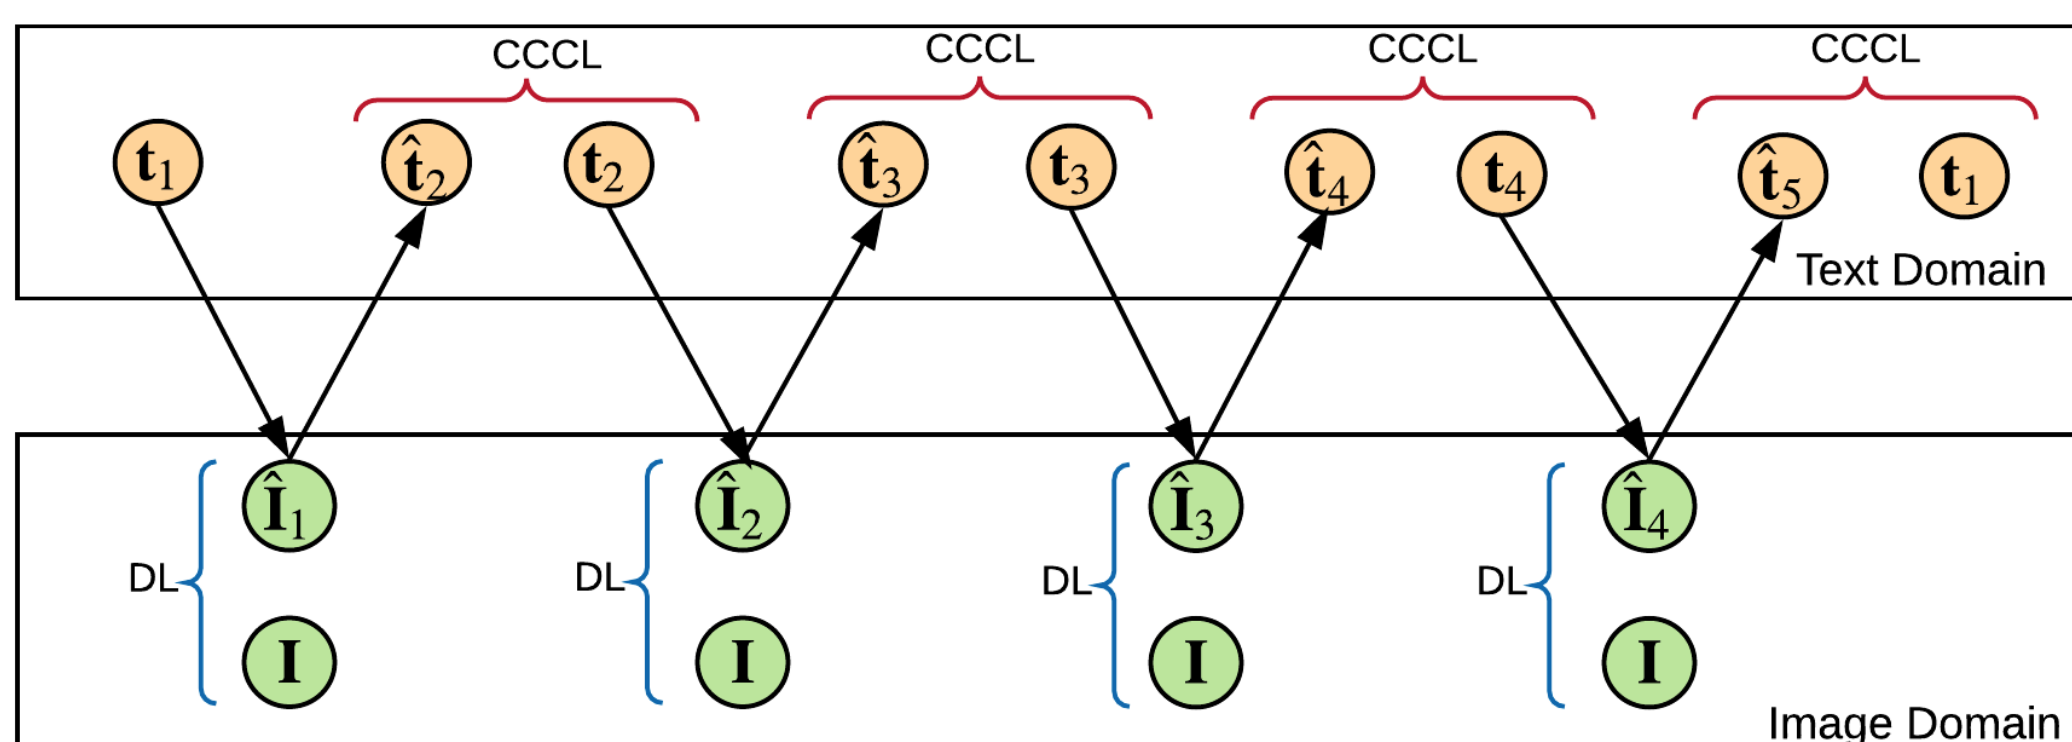 CCCL CCCL CCCL CCCL
t₁ t̂₂ t₂ t̂₃ t₃ t̂₄ t₄ t̂₅ t₁
Text Domain
Î₁ Î₂ Î₃ Î₄
DL DL DL DL
I I I I
Image Domain